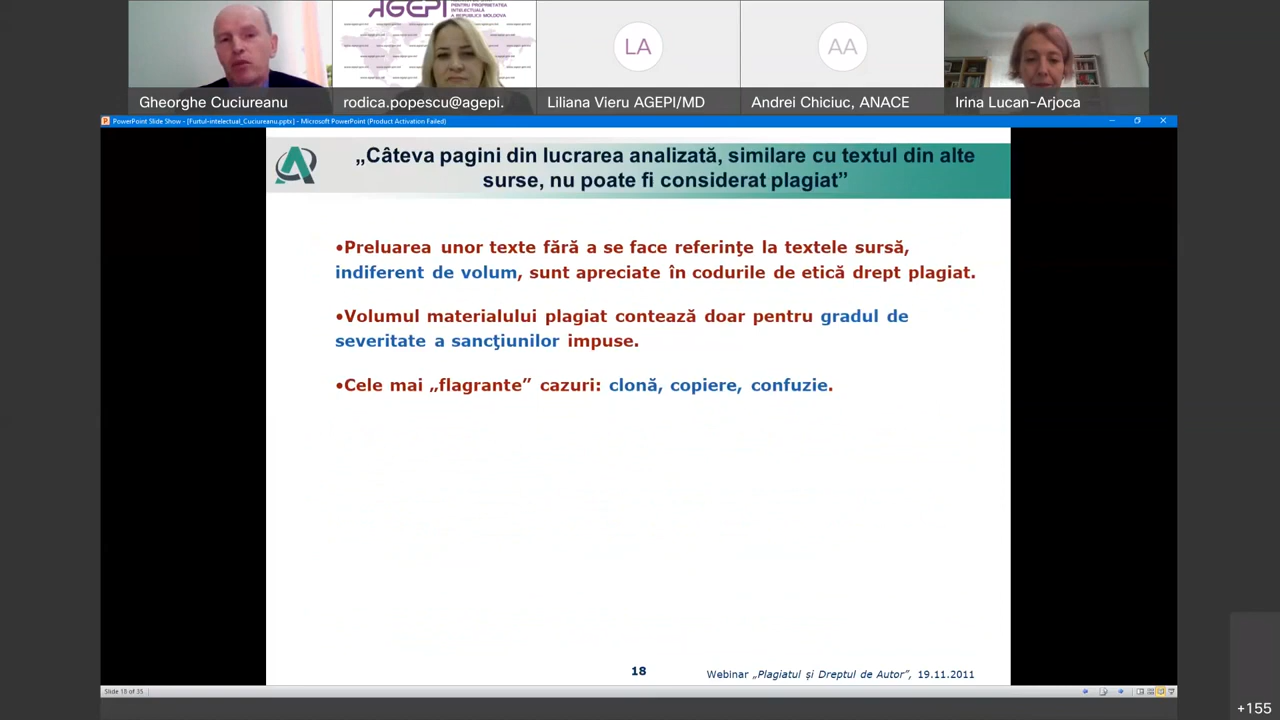 AGEPI
PENTRU PROPRIETATEA
INTELECTUALĂ
A REPUBLICII MOLDOVA
LA
AA
Gheorghe Cuciureanu
rodica.popescu@agepi.
Liliana Vieru AGEPI/MD
Andrei Chiciuc, ANACE
Irina Lucan-Arjoca
PowerPoint Slide Show - [Furtul-intelectual_Cuciureanu.pptx] - Microsoft PowerPoint (Product Activation Failed)
„Câteva pagini din lucrarea analizată, similare cu textul din alte
surse, nu poate fi considerat plagiat”
•Preluarea unor texte fără a se face referinţe la textele sursă,
indiferent de volum, sunt apreciate în codurile de etică drept plagiat.
•Volumul materialului plagiat contează doar pentru gradul de
severitate a sancţiunilor impuse.
•Cele mai „flagrante” cazuri: clonă, copiere, confuzie.
18
Webinar „Plagiatul și Dreptul de Autor”, 19.11.2011
Slide 18 of 35
+155